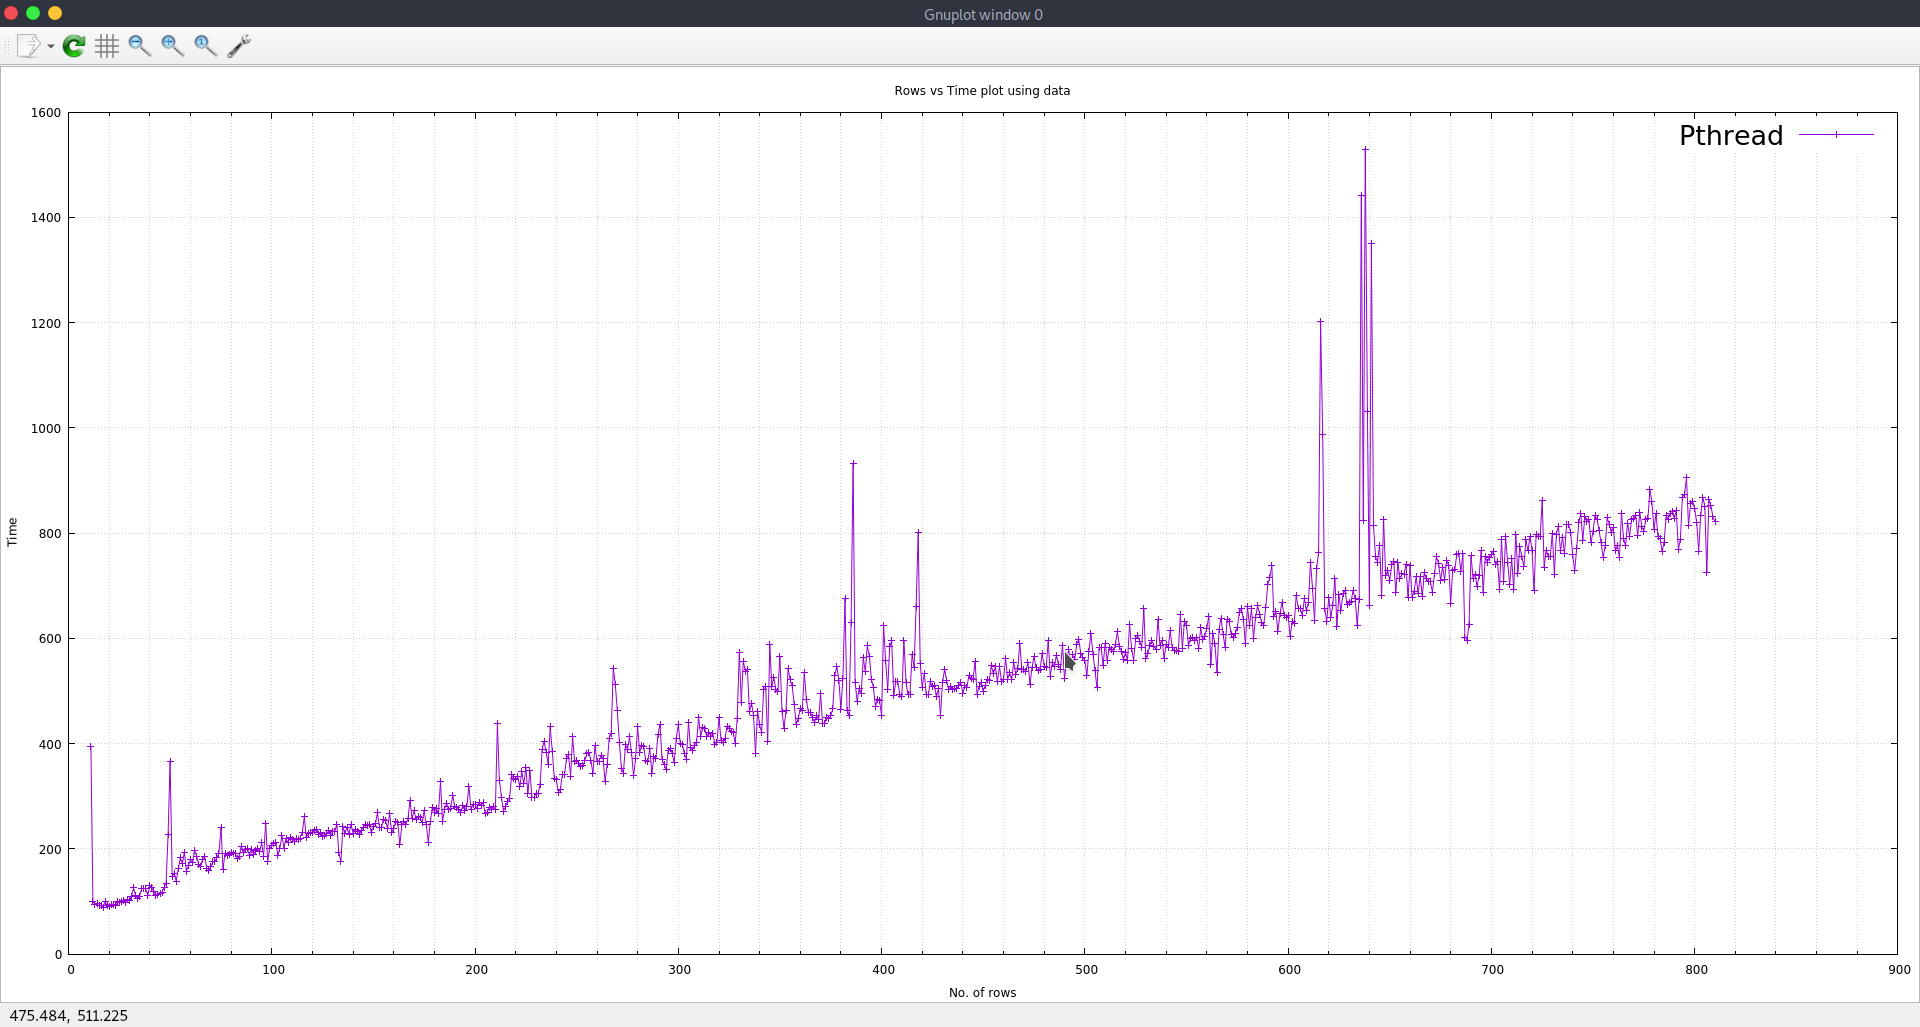 Gnuplot window 0
Rows vs Time plot using data
Pthread
1600
1400
1200
1000
800
600
400
200
0
Time
0 100 200 300 400 500 600 700 800 900
No. of rows
475.484, 511.225